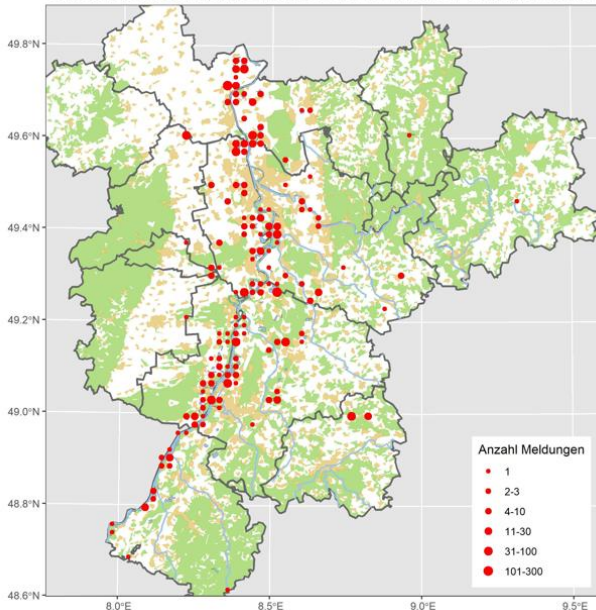 49.8°N
49.6°N
49.4°N
49.2°N
49.0°N
48.8°N
48.6°N
Anzahl Meldungen
1
2-3
4-10
11-30
31-100
101-300
8.0°E
8.5°E
9.0°E
9.5°E